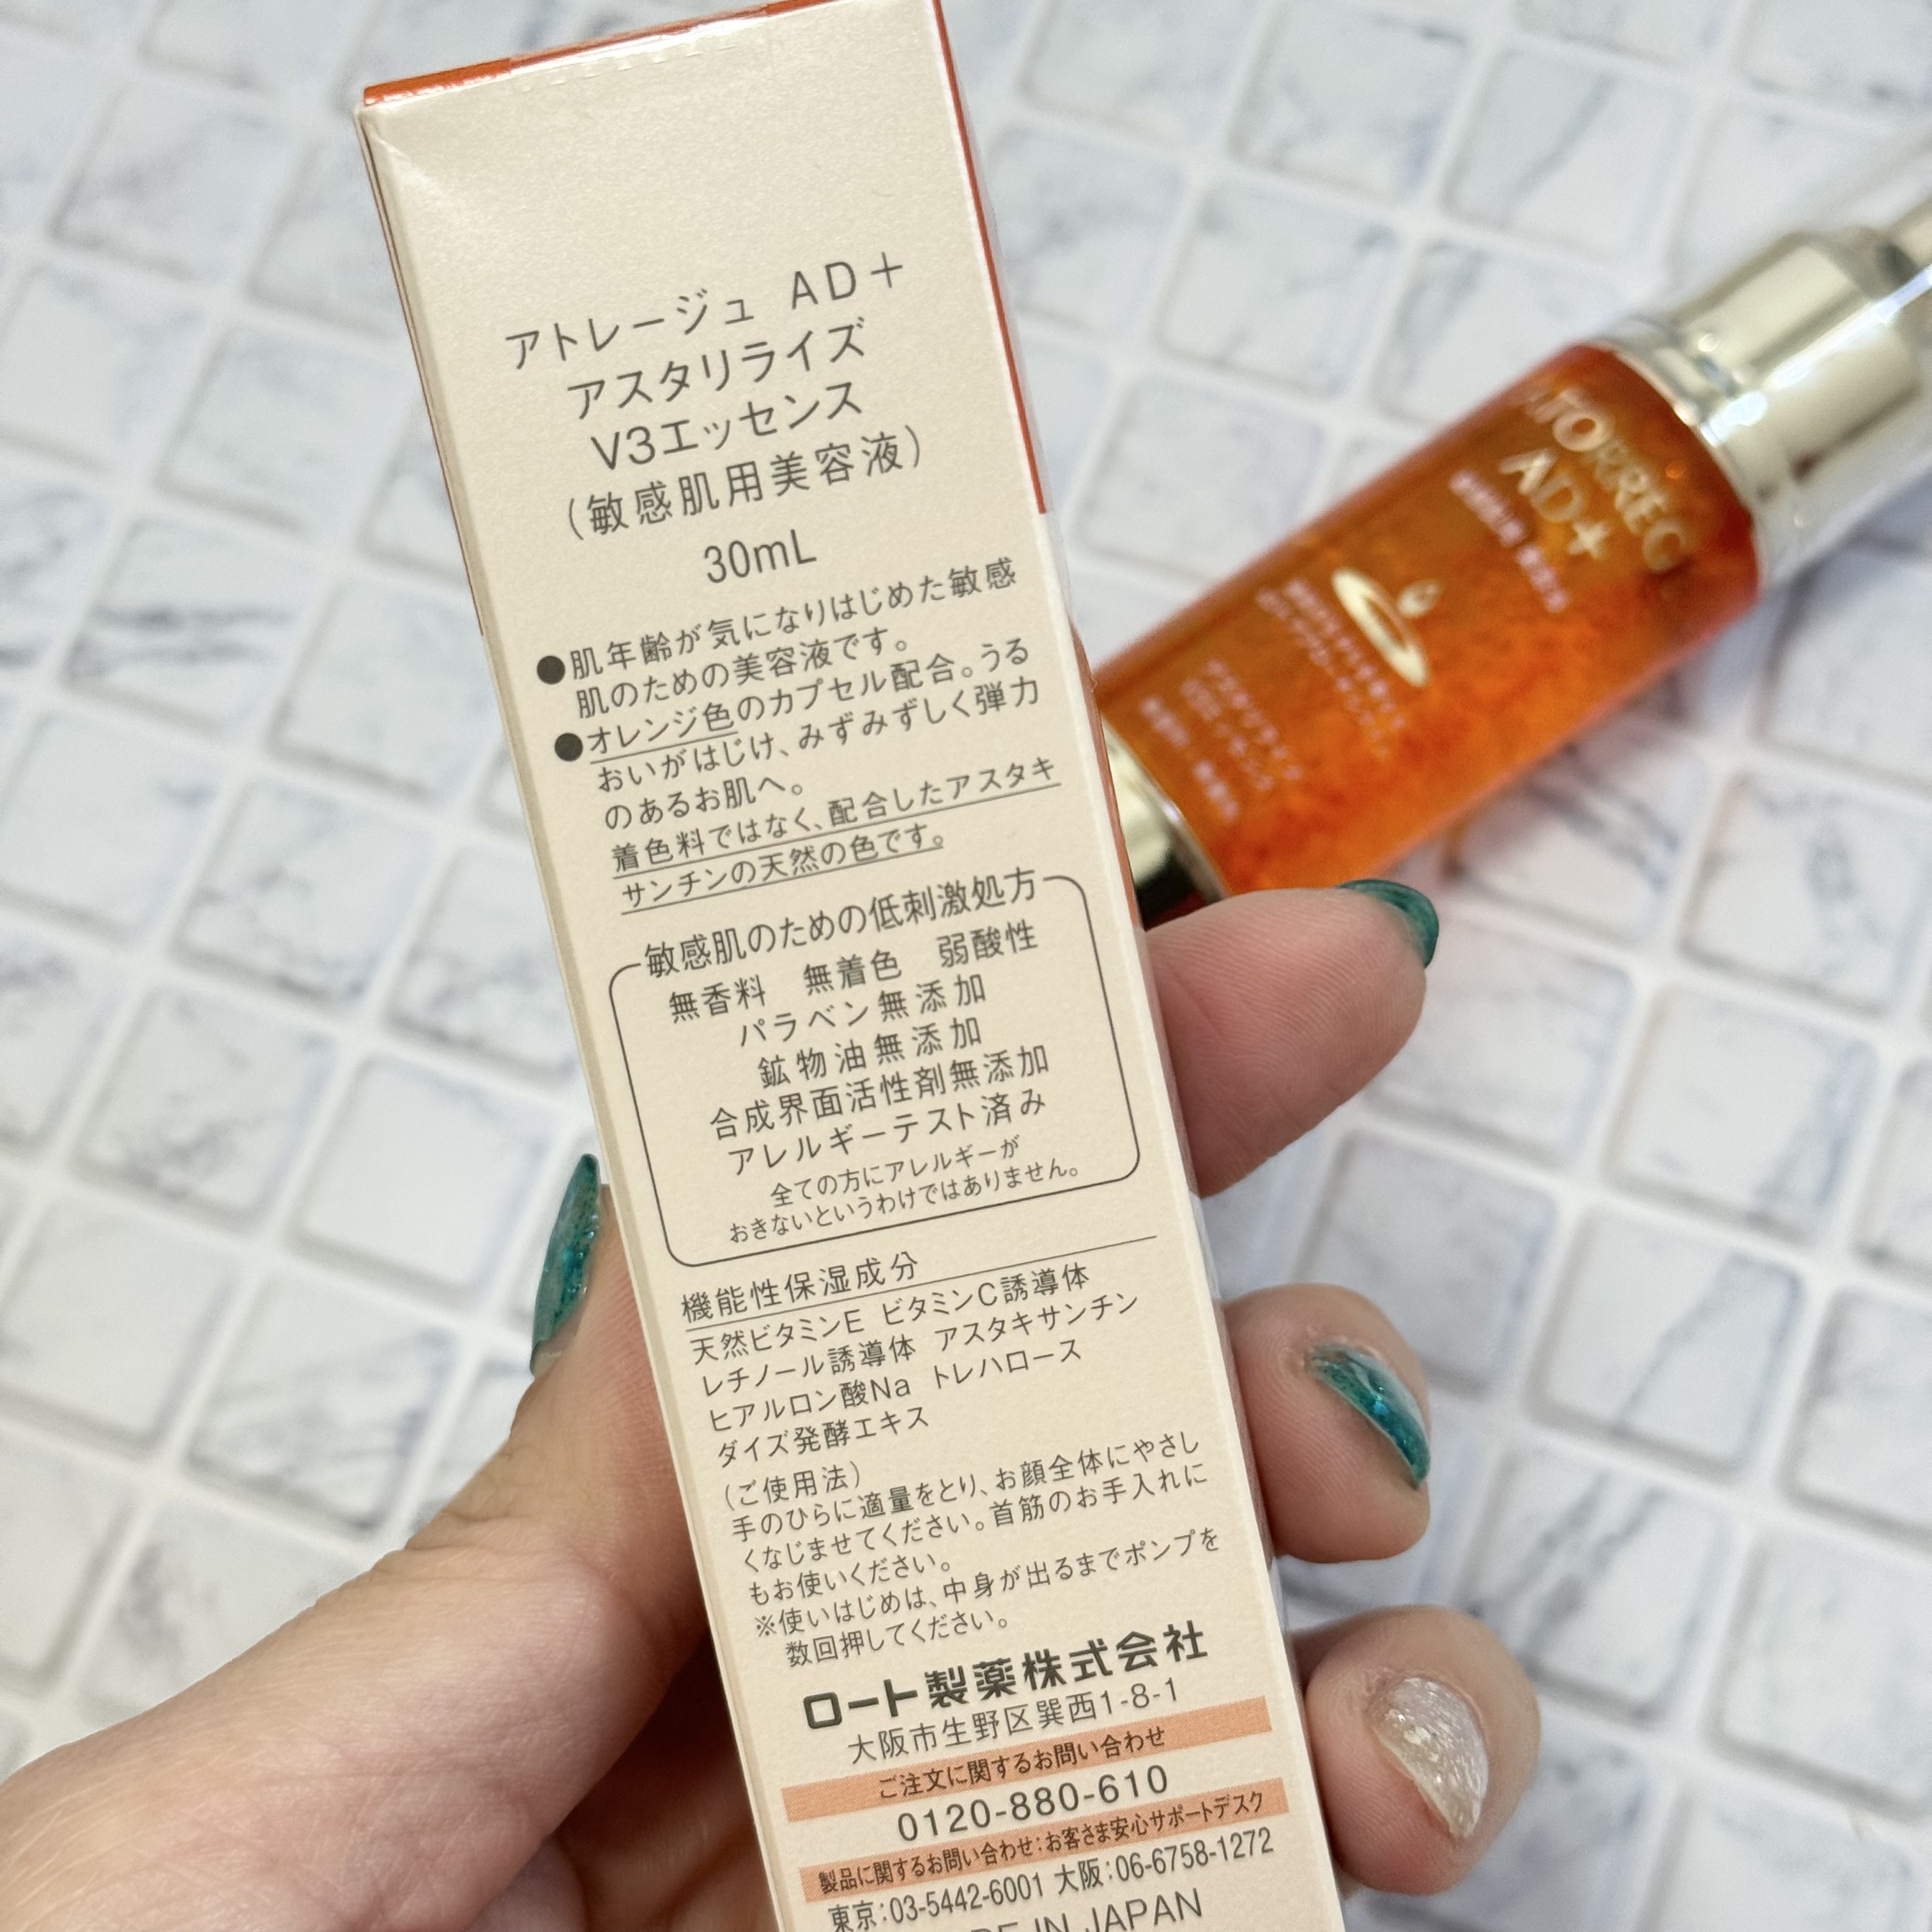 アトレージュ AD+
アスタリライズ
V3エッセンス
(敏感肌用美容液)
30mL
●肌年齢が気になりはじめた敏感
肌のための美容液です。
●オレンジ色のカプセル配合。うる
おいがはじけ、みずみずしく弾力
のあるお肌へ。
着色料ではなく、配合したアスタキ
サンチンの天然の色です。
敏感肌のための低刺激処方
無香料 無着色 弱酸性
パラベン無添加
鉱物油無添加
合成界面活性剤無添加
アレルギーテスト済み
全ての方にアレルギーが
おきないというわけではありません。
機能性保湿成分
天然ビタミンE ビタミンC誘導体
レチノール誘導体 アスタキサンチン
ヒアルロン酸Na トレハロース
ダイズ発酵エキス
(ご使用法)
手のひらに適量をとり、お顔全体にやさし
くなじませてください。首筋のお手入れに
もお使いください。
※使いはじめは、中身が出るまでポンプを
数回押してください。
ロート製薬株式会社
大阪市生野区巽西1-8-1
ご注文に関するお問い合わせ
0120-880-610
製品に関するお問い合わせ:お客さま安心サポートデスク
東京:03-5442-6001 大阪:06-6758-1272
IN JAPAN
AD+